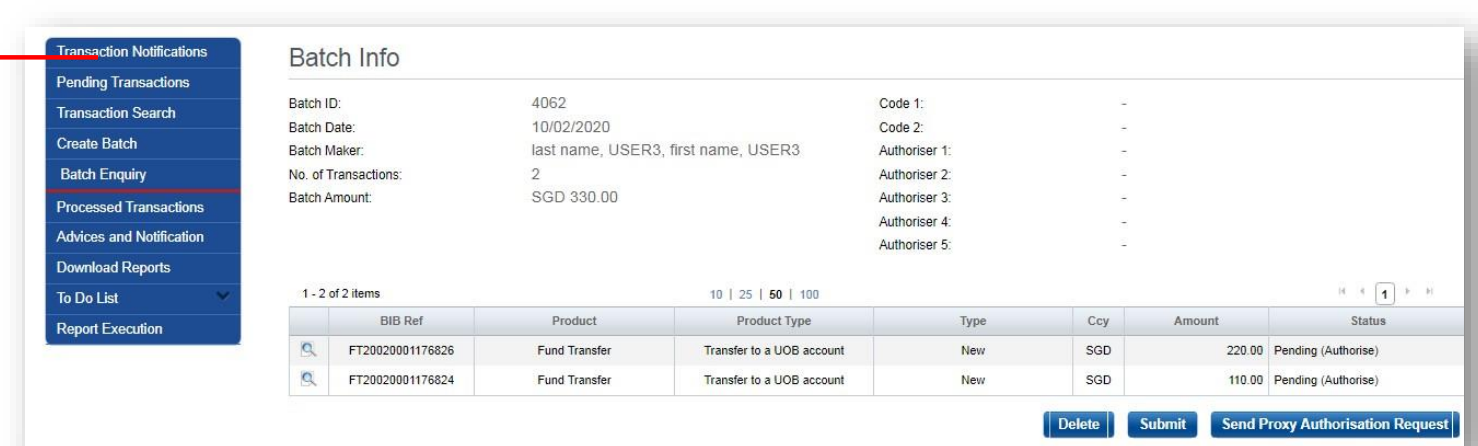 Transaction Notifications
Pending Transactions
Transaction Search
Create Batch
Batch Enquiry
Processed Transactions
Advices and Notification
Download Reports
To Do List
Report Execution
Batch Info
Batch ID: 4062 Code 1: -
Batch Date: 10/02/2020 Code 2: -
Batch Maker: last name, USER3, first name, USER3 Authoriser 1: -
No. of Transactions: 2 Authoriser 2: -
Batch Amount: SGD 330.00 Authoriser 3: -
Authoriser 4: -
Authoriser 5: -
1 - 2 of 2 items 10 | 25 | 50 | 100 1
BIB Ref Product Product Type Type Ccy Amount Status
FT20020001176826 Fund Transfer Transfer to a UOB account New SGD 220.00 Pending (Authorise)
FT20020001176824 Fund Transfer Transfer to a UOB account New SGD 110.00 Pending (Authorise)
Delete Submit Send Proxy Authorisation Request